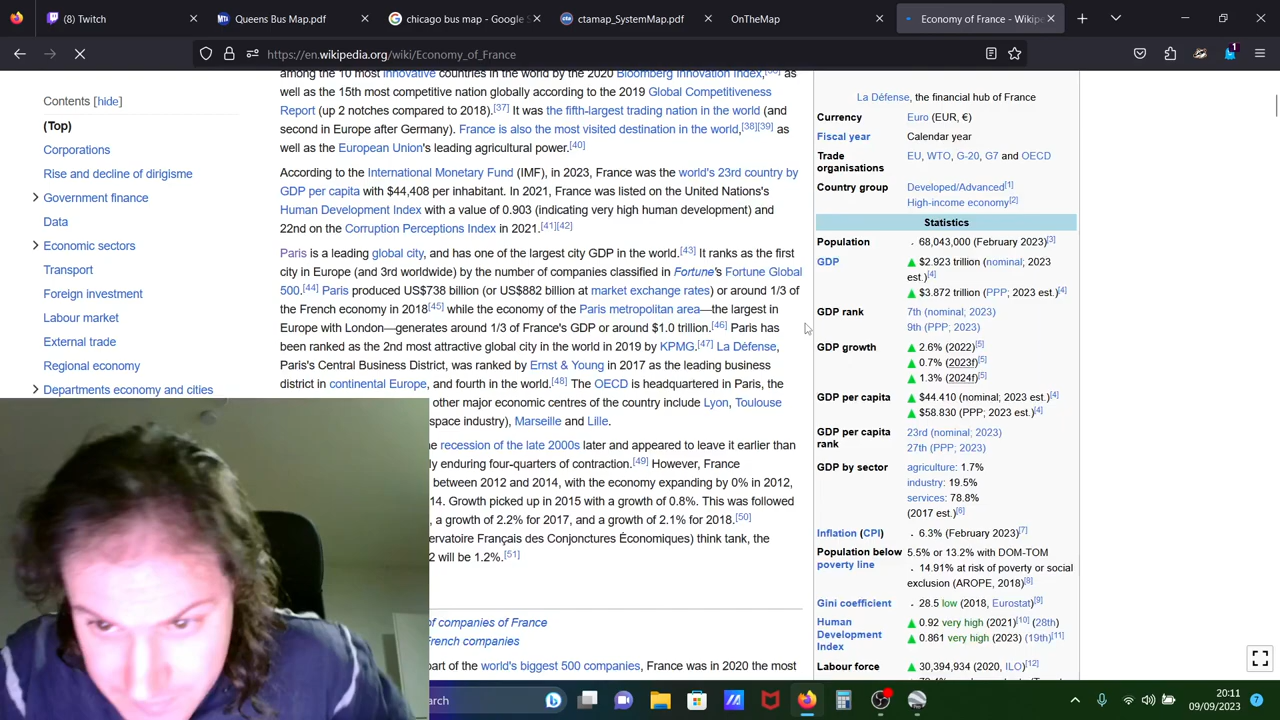 (8) Twitch
Queens Bus Map.pdf
chicago bus map - Google S
ctamap_SystemMap.pdf
OnTheMap
Economy of France - Wikipe
https://en.wikipedia.org/wiki/Economy_of_France
Contents [hide]
(Top)
Corporations
Rise and decline of dirigisme
Government finance
Data
Economic sectors
Transport
Foreign investment
Labour market
External trade
Regional economy
Departments economy and cities
among the 10 most innovative countries in the world by the 2020 Bloomberg Innovation Index, as
well as the 15th most competitive nation globally according to the 2019 Global Competitiveness
Report (up 2 notches compared to 2018).[37] It was the fifth-largest trading nation in the world (and
second in Europe after Germany). France is also the most visited destination in the world,[38][39] as
well as the European Union's leading agricultural power.[40]
According to the International Monetary Fund (IMF), in 2023, France was the world's 23rd country by
GDP per capita with $44,408 per inhabitant. In 2021, France was listed on the United Nations's
Human Development Index with a value of 0.903 (indicating very high human development) and
22nd on the Corruption Perceptions Index in 2021.[41][42]
Paris is a leading global city, and has one of the largest city GDP in the world.[43] It ranks as the first
city in Europe (and 3rd worldwide) by the number of companies classified in Fortune's Fortune Global
500.[44] Paris produced US$738 billion (or US$882 billion at market exchange rates) or around 1/3 of
the French economy in 2018[45] while the economy of the Paris metropolitan area—the largest in
Europe with London—generates around 1/3 of France's GDP or around $1.0 trillion.[46] Paris has
been ranked as the 2nd most attractive global city in the world in 2019 by KPMG.[47] La Défense,
Paris's Central Business District, was ranked by Ernst & Young in 2017 as the leading business
district in continental Europe, and fourth in the world.[48] The OECD is headquartered in Paris, the
other major economic centres of the country include Lyon, Toulouse
space industry), Marseille and Lille.
e recession of the late 2000s later and appeared to leave it earlier than
ly enduring four-quarters of contraction.[49] However, France
between 2012 and 2014, with the economy expanding by 0% in 2012,
14. Growth picked up in 2015 with a growth of 0.8%. This was followed
, a growth of 2.2% for 2017, and a growth of 2.1% for 2018.[50]
servatoire Français des Conjonctures Économiques) think tank, the
2 will be 1.2%.[51]
of companies of France
rench companies
part of the world's biggest 500 companies, France was in 2020 the most
La Défense, the financial hub of France
Currency Euro (EUR, €)
Fiscal year Calendar year
Trade organisations EU, WTO, G-20, G7 and OECD
Country group Developed/Advanced[1]
High-income economy[2]
Statistics
Population 68,043,000 (February 2023)[3]
GDP ▲ $2.923 trillion (nominal; 2023
est.)[4]
▲ $3.872 trillion (PPP; 2023 est.)[4]
GDP rank 7th (nominal; 2023)
9th (PPP; 2023)
GDP growth ▲ 2.6% (2022)[5]
▲ 0.7% (2023f)[5]
▲ 1.3% (2024f)[5]
GDP per capita ▲ $44.410 (nominal; 2023 est.)[4]
▲ $58.830 (PPP; 2023 est.)[4]
GDP per capita rank 23rd (nominal; 2023)
27th (PPP; 2023)
GDP by sector agriculture: 1.7%
industry: 19.5%
services: 78.8%
(2017 est.)[6]
Inflation (CPI) 6.3% (February 2023)[7]
Population below poverty line 5.5% or 13.2% with DOM-TOM
14.91% at risk of poverty or social
exclusion (AROPE, 2018)[8]
Gini coefficient 28.5 low (2018, Eurostat)[9]
Human Development Index ▲ 0.92 very high (2021)[10] (28th)
▲ 0.861 very high (2023) (19th)[11]
Labour force ▲ 30,394,934 (2020, ILO)[12]
earch
20:11
09/09/2023